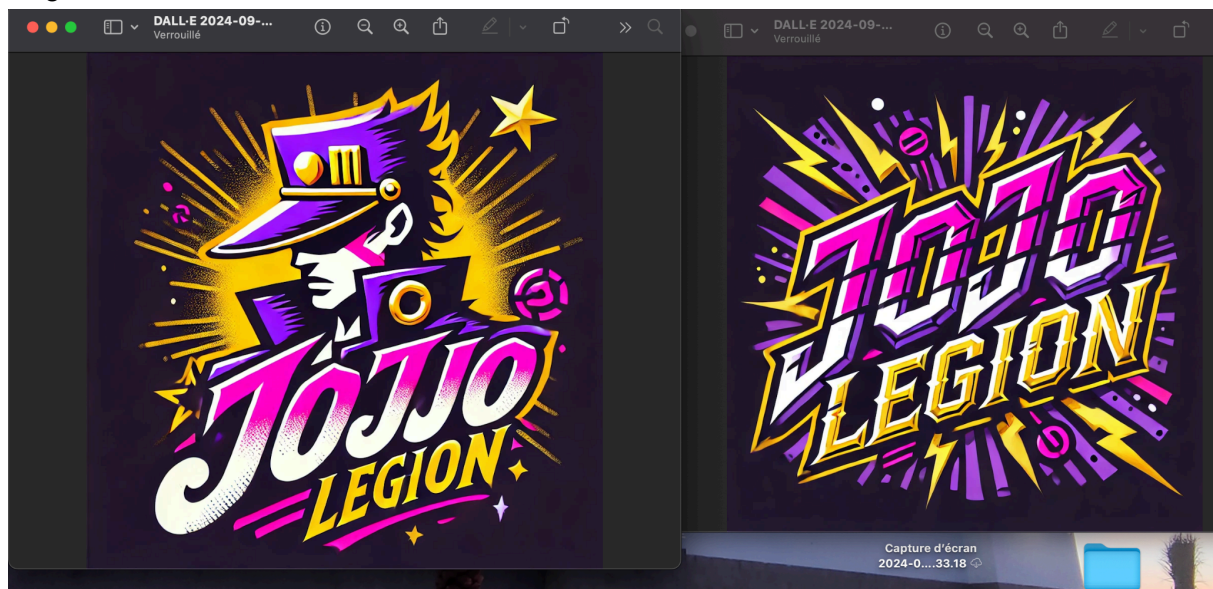 DALL·E 2024-09-...
Verrouillé
JOJJO
LEGION
DALL·E 2024-09-...
Verrouillé
JOJO
LEGION
Capture d'écran
2024-0....33.18